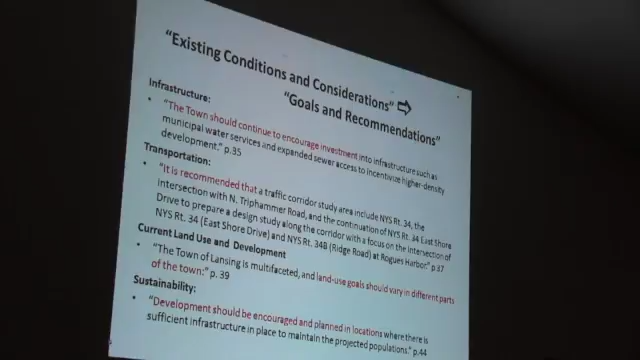 "Existing Conditions and Considerations" ⇨
"Goals and Recommendations"
Infrastructure:
• "The Town should continue to encourage investment into infrastructure such as
municipal water services and expanded sewer access to incentivize higher-density
development." p.35
Transportation:
• "It is recommended that a traffic corridor study area include NYS Rt. 34, the
intersection with N. Triphammer Road, and the continuation of NYS Rt. 34 East Shore
Drive to prepare a design study along the corridor with a focus on the intersection of
NYS Rt. 34 (East Shore Drive) and NYS Rt. 34B (Ridge Road) at Rogues Harbor." p37
Current Land Use and Development
• "The Town of Lansing is multifaceted, and land-use goals should vary in different parts
of the town:" p. 39
Sustainability:
• "Development should be encouraged and planned in locations where there is
sufficient infrastructure in place to maintain the projected populations." p.44